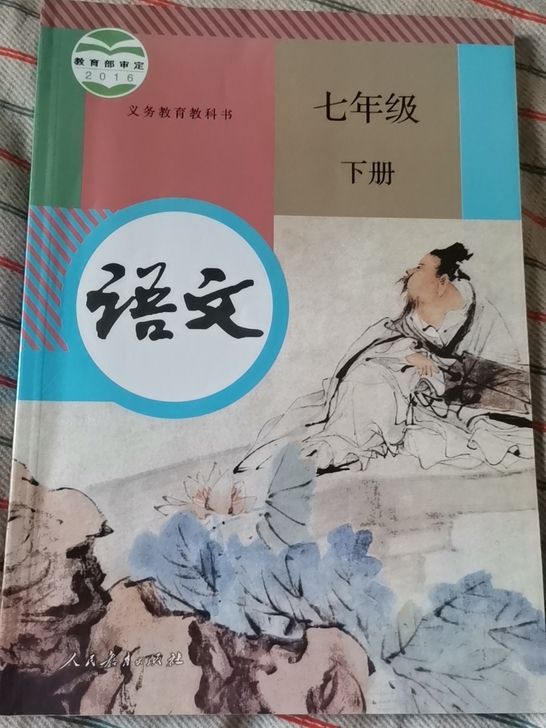 教育部审定
2016
义务教育教科书
七年级
下册
语文
人民教育出版社